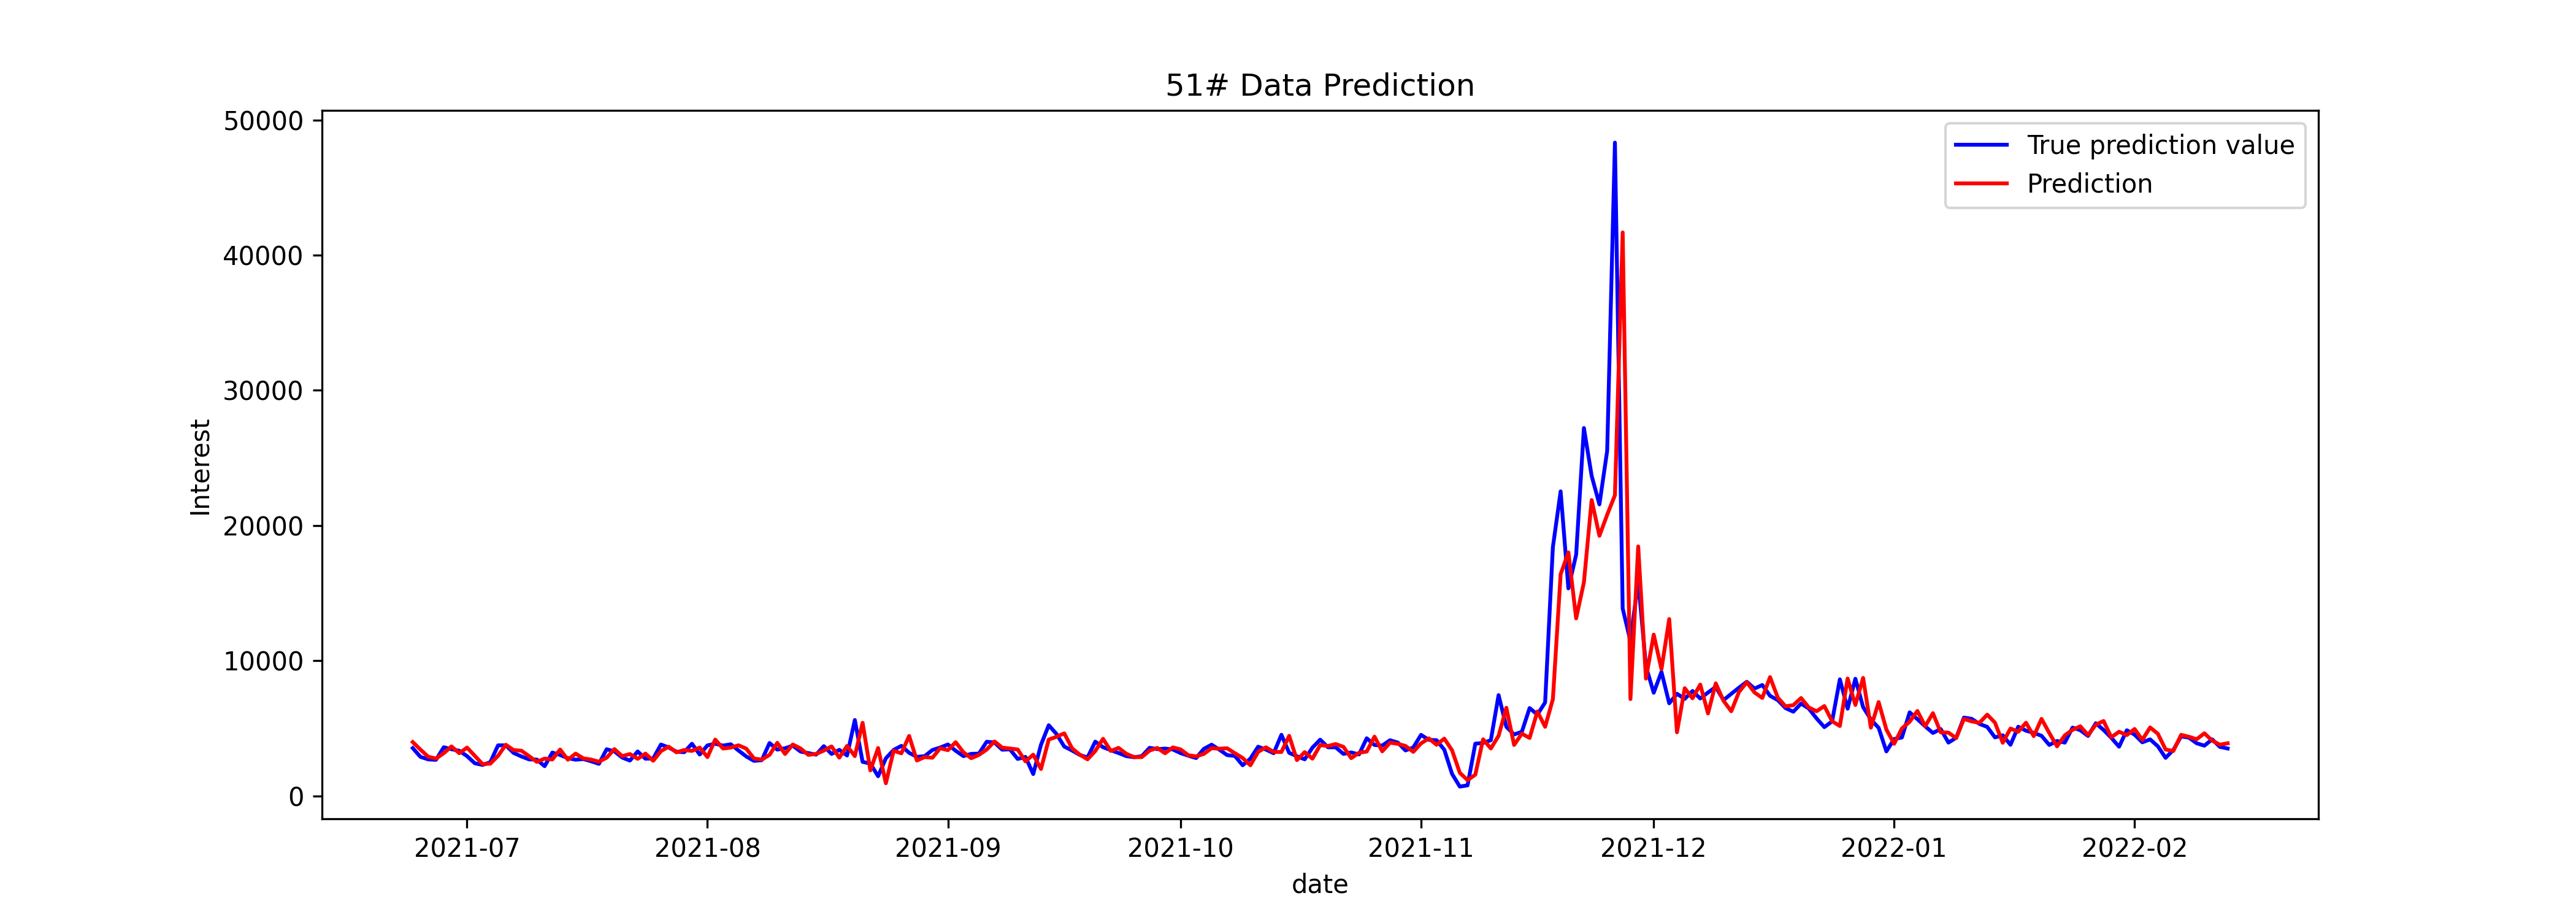 51# Data Prediction
50000
40000
30000
20000
10000
0
Interest
True prediction value
Prediction
2021-07
2021-08
2021-09
2021-10
2021-11
2021-12
2022-01
2022-02
date